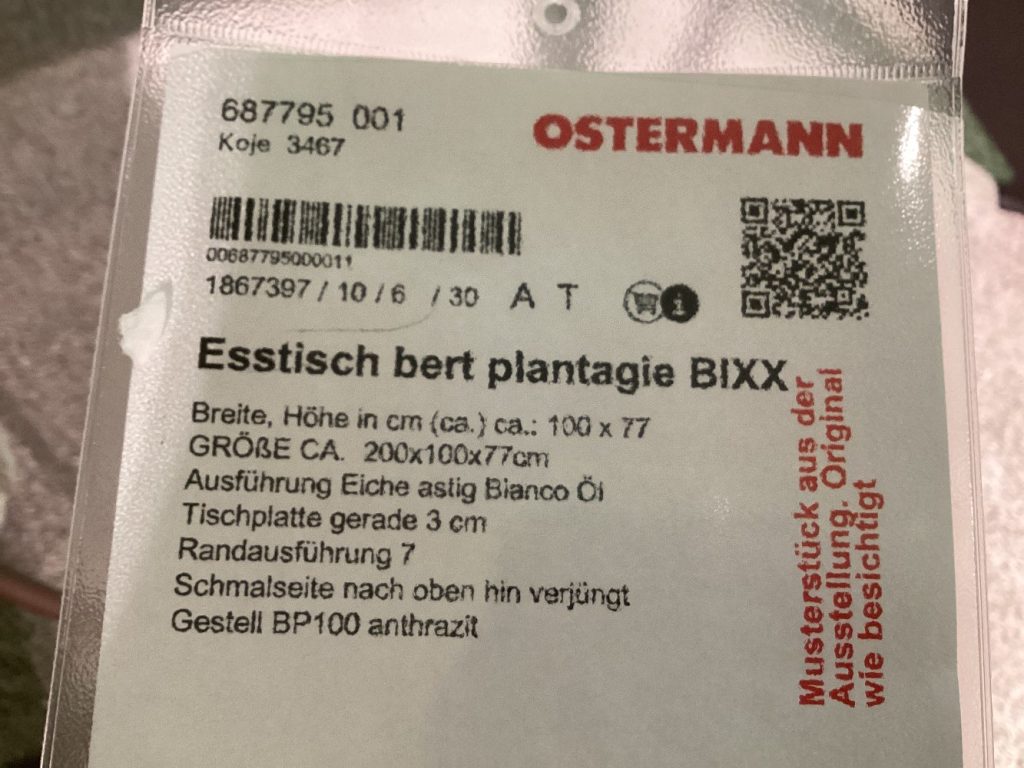 687795 001
Koje 3467
OSTERMANN
0068779500001 1
1867397 / 10 / 6 / 30 A T
Esstisch bert plantagie BIXX
Breite, Höhe in cm (ca.) ca.: 100 x 77
GRÖßE CA. 200x100x77cm
Ausführung Eiche astig Bianco Öl
Tischplatte gerade 3 cm
Randausführung 7
Schmalseite nach oben hin verjüngt
Gestell BP100 anthrazit
Musterstück aus der
Ausstellung. Original
wie besichtigt